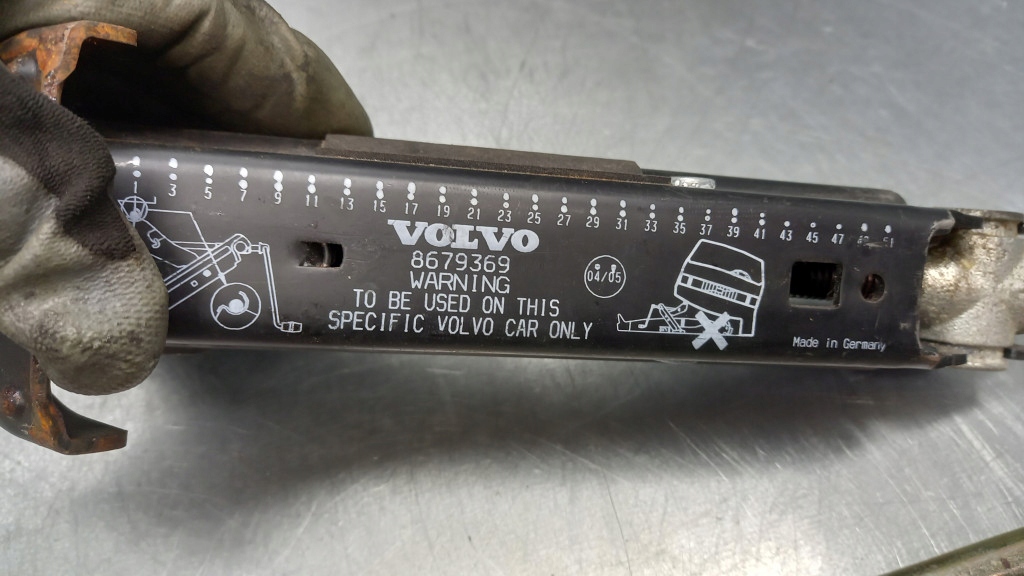 1 3 5 7 9 11 13 15 17 19 21 23 25 27 29 31 33 35 37 39 41 43 45 47 49 51
VOLVO
8679369
WARNING
TO BE USED ON THIS
SPECIFIC VOLVO CAR ONLY
04/05
Made in Germany